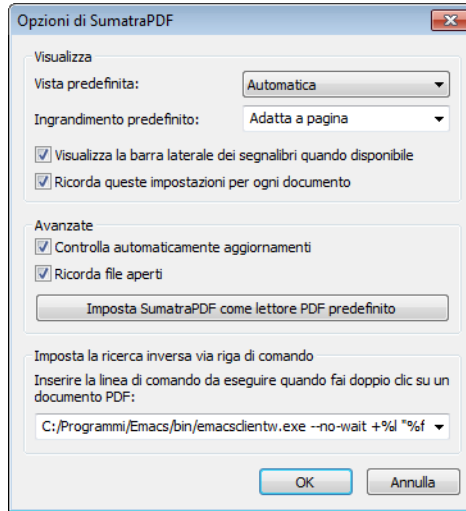 Opzioni di SumatraPDF
Visualizza
Vista predefinita:
Automatica
Ingrandimento predefinito:
Adatta a pagina
Visualizza la barra laterale dei segnalibri quando disponibile
Ricorda queste impostazioni per ogni documento
Avanzate
Controlla automaticamente aggiornamenti
Ricorda file aperti
Imposta SumatraPDF come lettore PDF predefinito
Imposta la ricerca inversa via riga di comando
Inserire la linea di comando da eseguire quando fai doppio clic su un
documento PDF:
C:/Programmi/Emacs/bin/emacsclientw.exe --no-wait +%l "%f
OK
Annulla